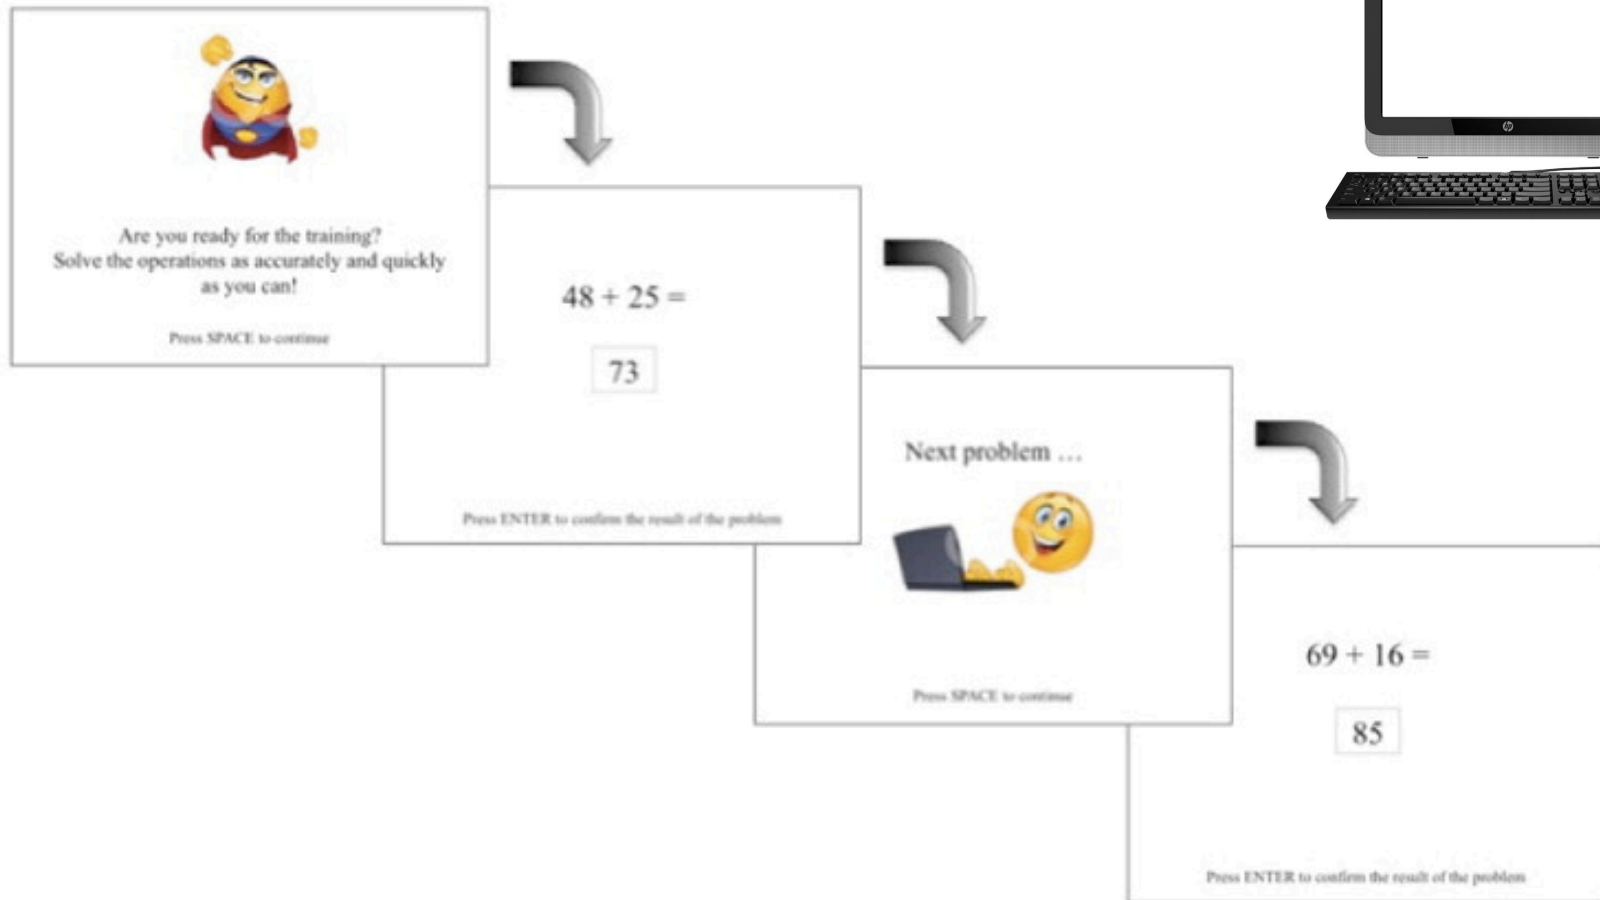 Are you ready for the training?
Solve the operations as accurately and quickly
as you can!
Press SPACE to continue
48 + 25 =
73
Press ENTER to confirm the result of the problem
Next problem ...
Press SPACE to continue
69 + 16 =
85
Press ENTER to confirm the result of the problem
hp